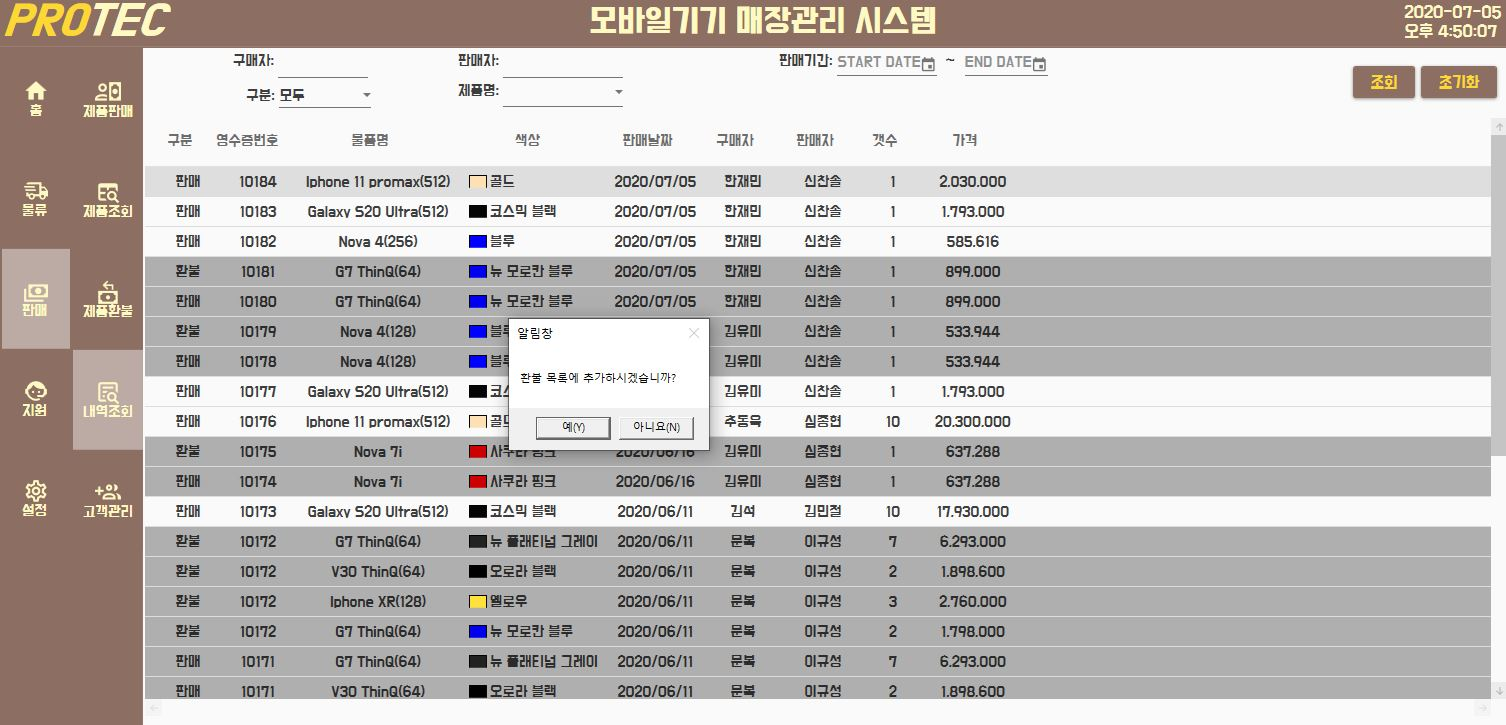 PROTEC
모바일기기 매장관리 시스템
2020-07-05
오후 4:50:07
구매자:
판매자:
판매기간: START DATE ~ END DATE
구분: 모두
제품명:
조회
초기화
홈
제품판매
물류
제품조회
판매
제품환불
지원
내역조회
설정
고객관리
구분 영수증번호 물품명 색상 판매날짜 구매자 판매자 갯수 가격
판매 10184 Iphone 11 promax(512) 골드 2020/07/05 한재민 신찬솔 1 2.030.000
판매 10183 Galaxy S20 Ultra(512) 코스믹 블랙 2020/07/05 한재민 신찬솔 1 1.793.000
판매 10182 Nova 4(256) 블루 2020/07/05 한재민 신찬솔 1 585.616
환불 10181 G7 ThinQ(64) 뉴 모로칸 블루 2020/07/05 한재민 신찬솔 1 899.000
판매 10180 G7 ThinQ(64) 뉴 모로칸 블루 2020/07/05 한재민 신찬솔 1 899.000
환불 10179 Nova 4(128) 김유미 신찬솔 1 533.944
판매 10178 Nova 4(128) 김유미 신찬솔 1 533.944
판매 10177 Galaxy S20 Ultra(512) 김유미 신찬솔 1 1.793.000
판매 10176 Iphone 11 promax(512) 추동욱 심종협 10 20.300.000
환불 10175 Nova 7i 사쿠라 핑크 2020/06/16 김유미 심종협 1 637.288
판매 10174 Nova 7i 사쿠라 핑크 2020/06/16 김유미 심종협 1 637.288
판매 10173 Galaxy S20 Ultra(512) 코스믹 블랙 2020/06/11 김석 김민철 10 17.930.000
환불 10172 G7 ThinQ(64) 뉴 플래티넘 그레이 2020/06/11 문복 이규성 7 6.293.000
환불 10172 V30 ThinQ(64) 오로라 블랙 2020/06/11 문복 이규성 2 1.898.600
환불 10172 Iphone XR(128) 옐로우 2020/06/11 문복 이규성 3 2.760.000
환불 10172 G7 ThinQ(64) 뉴 모로칸 블루 2020/06/11 문복 이규성 2 1.798.000
판매 10171 G7 ThinQ(64) 뉴 플래티넘 그레이 2020/06/11 문복 이규성 7 6.293.000
판매 10171 V30 ThinQ(64) 오로라 블랙 2020/06/11 문복 이규성 2 1.898.600
알림창
환불 목록에 추가하시겠습니까?
예(Y)
아니요(N)